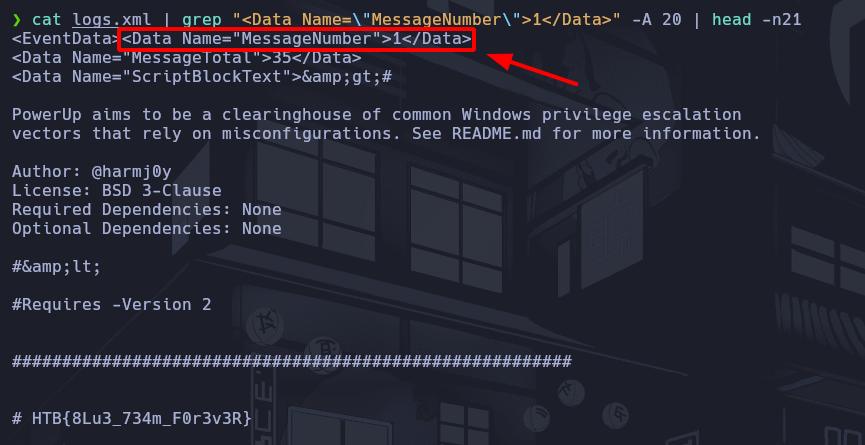 ❯ cat logs.xml | grep "<Data Name=\"MessageNumber\">1</Data>" -A 20 | head -n21
<EventData><Data Name="MessageNumber">1</Data>
<Data Name="MessageTotal">35</Data>
<Data Name="ScriptBlockText">&amp;gt;#
PowerUp aims to be a clearinghouse of common Windows privilege escalation
vectors that rely on misconfigurations. See README.md for more information.
Author: @harmj0y
License: BSD 3-Clause
Required Dependencies: None
Optional Dependencies: None
#&amp;lt;
#Requires -Version 2
########################################################
# HTB{8Lu3_734m_F0r3v3R}